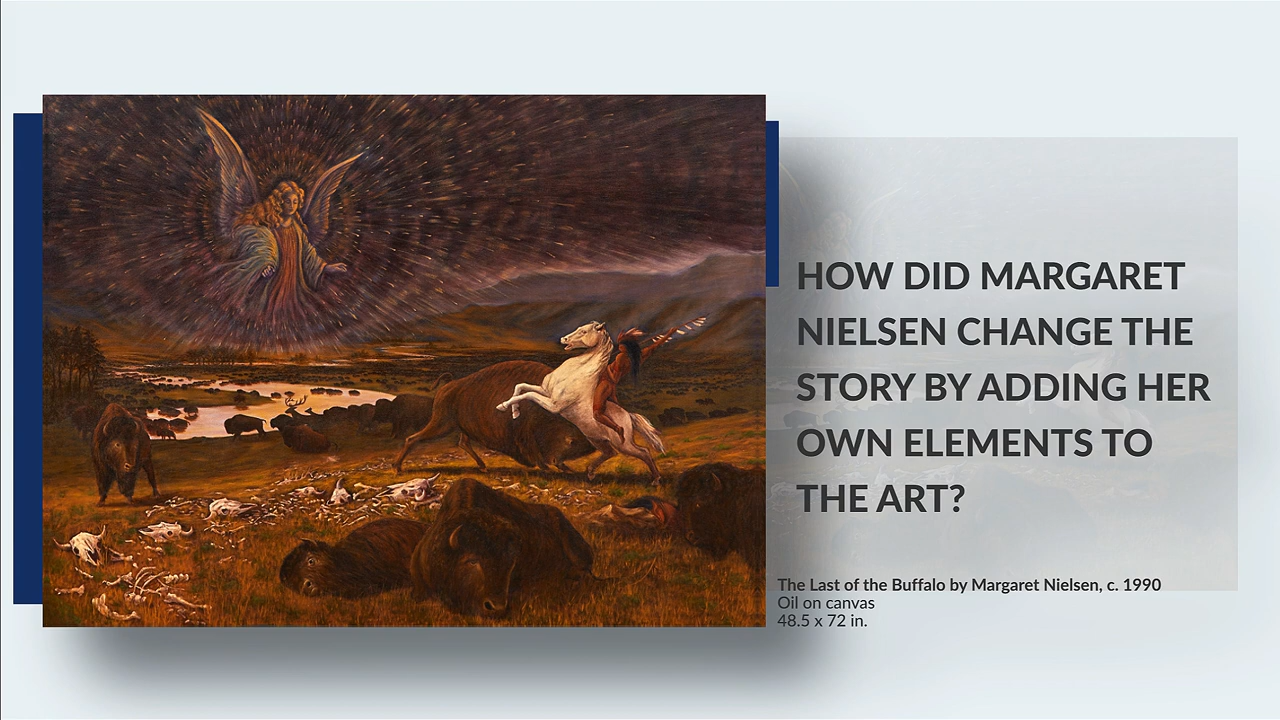 HOW DID MARGARET
NIELSEN CHANGE THE
STORY BY ADDING HER
OWN ELEMENTS TO
THE ART?
The Last of the Buffalo by Margaret Nielsen, c. 1990
Oil on canvas
48.5 x 72 in.